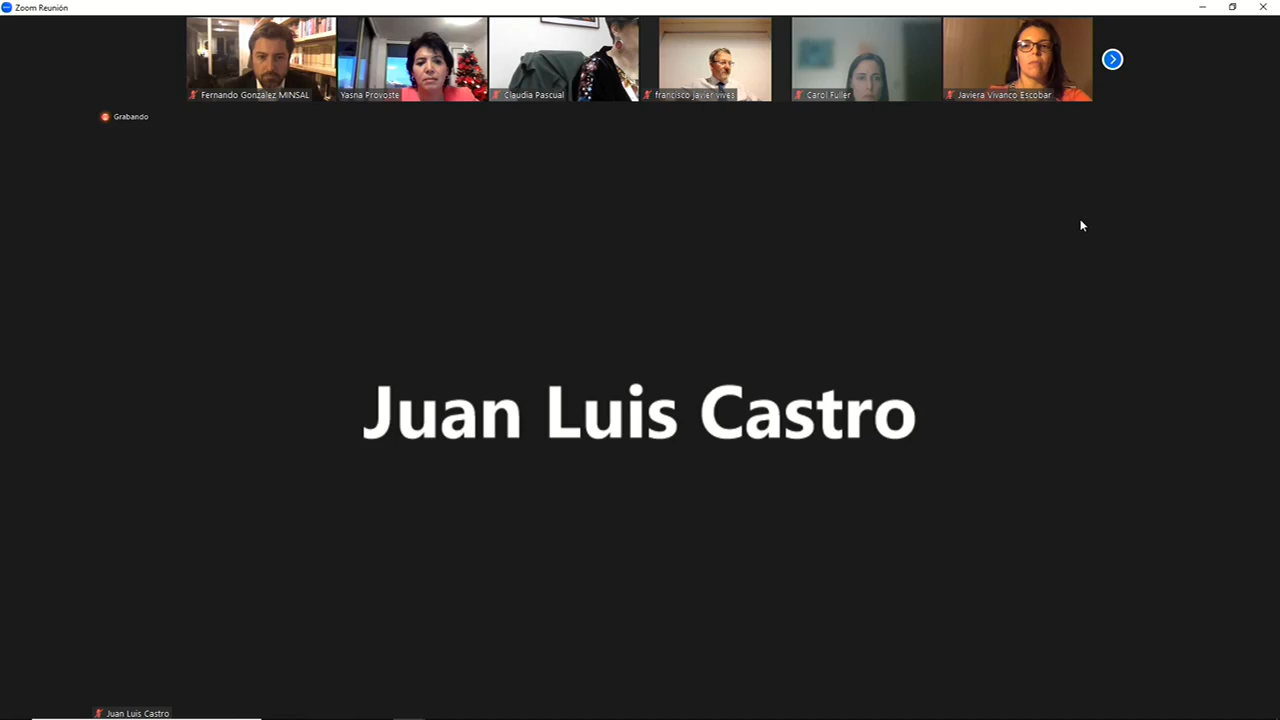 Zoom Reunión
Fernando González MINSAL
Yasna Provoste
Claudia Pascual
francisco javier vives
Carol Fuller
Javiera Vivanco Escobar
Grabando
Juan Luis Castro
Juan Luis Castro